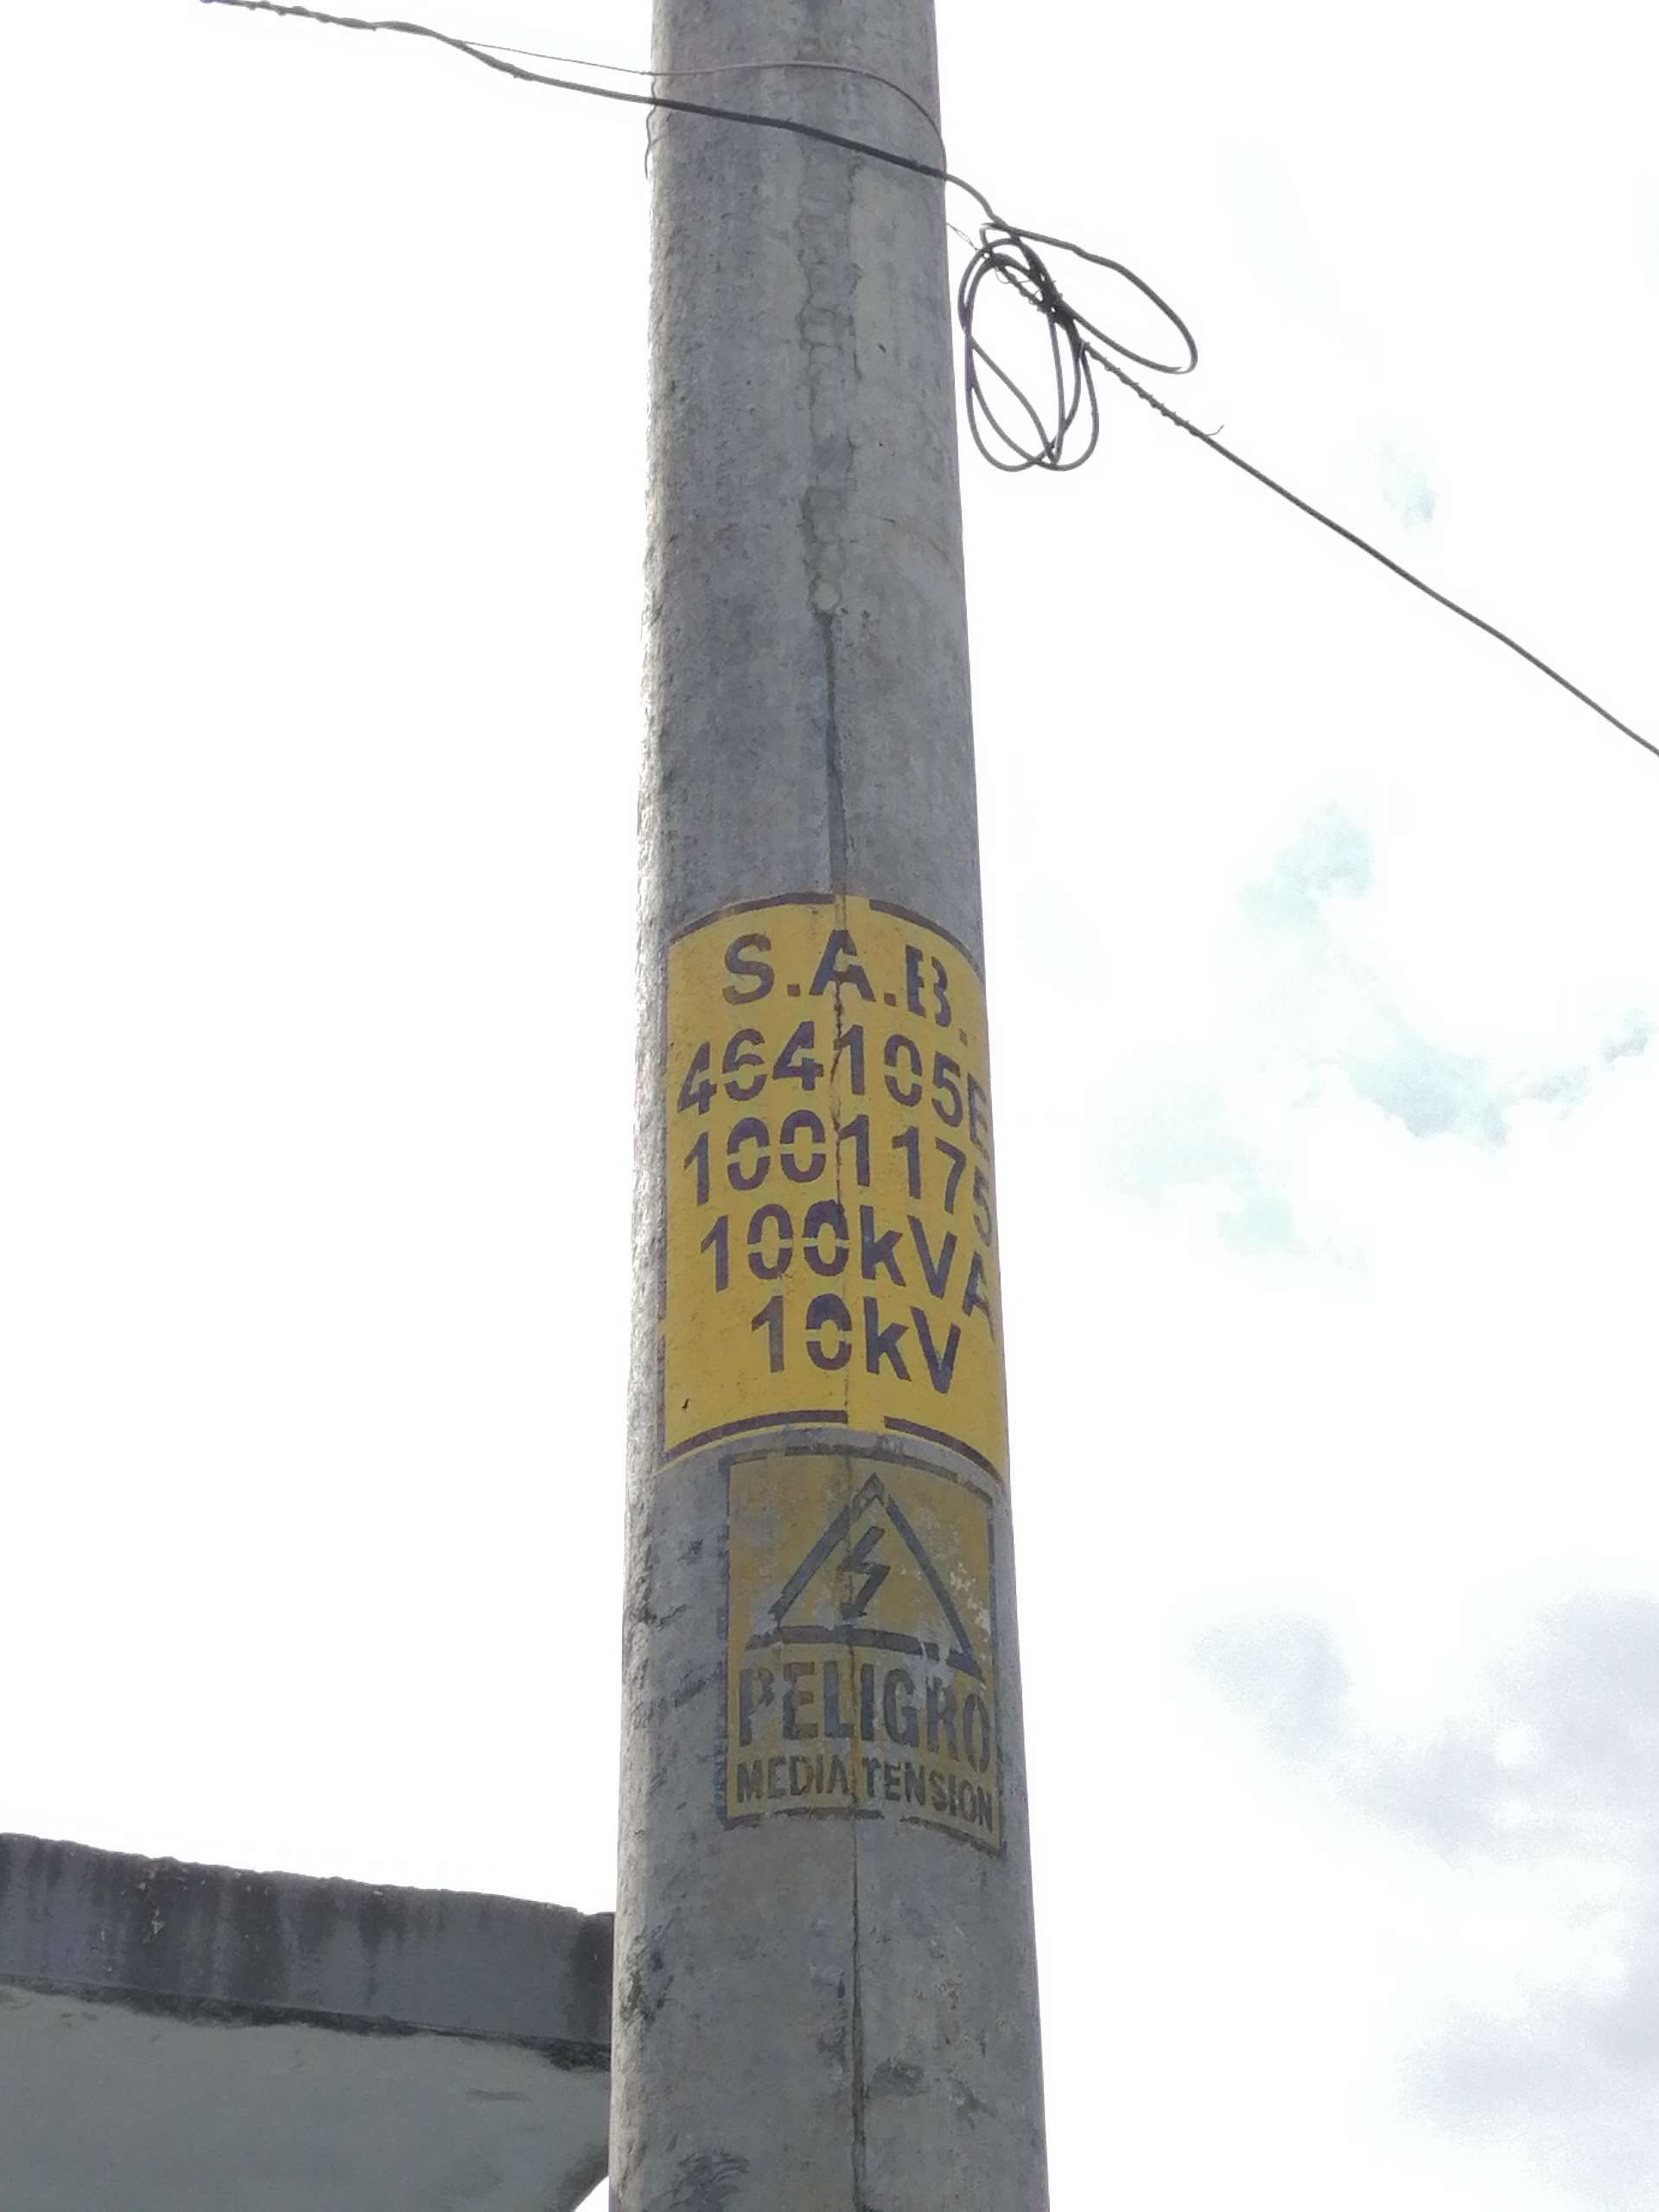 S.A.B.
464105E
1001175
100kVA
10kV
PELIGRO
MEDIA TENSION